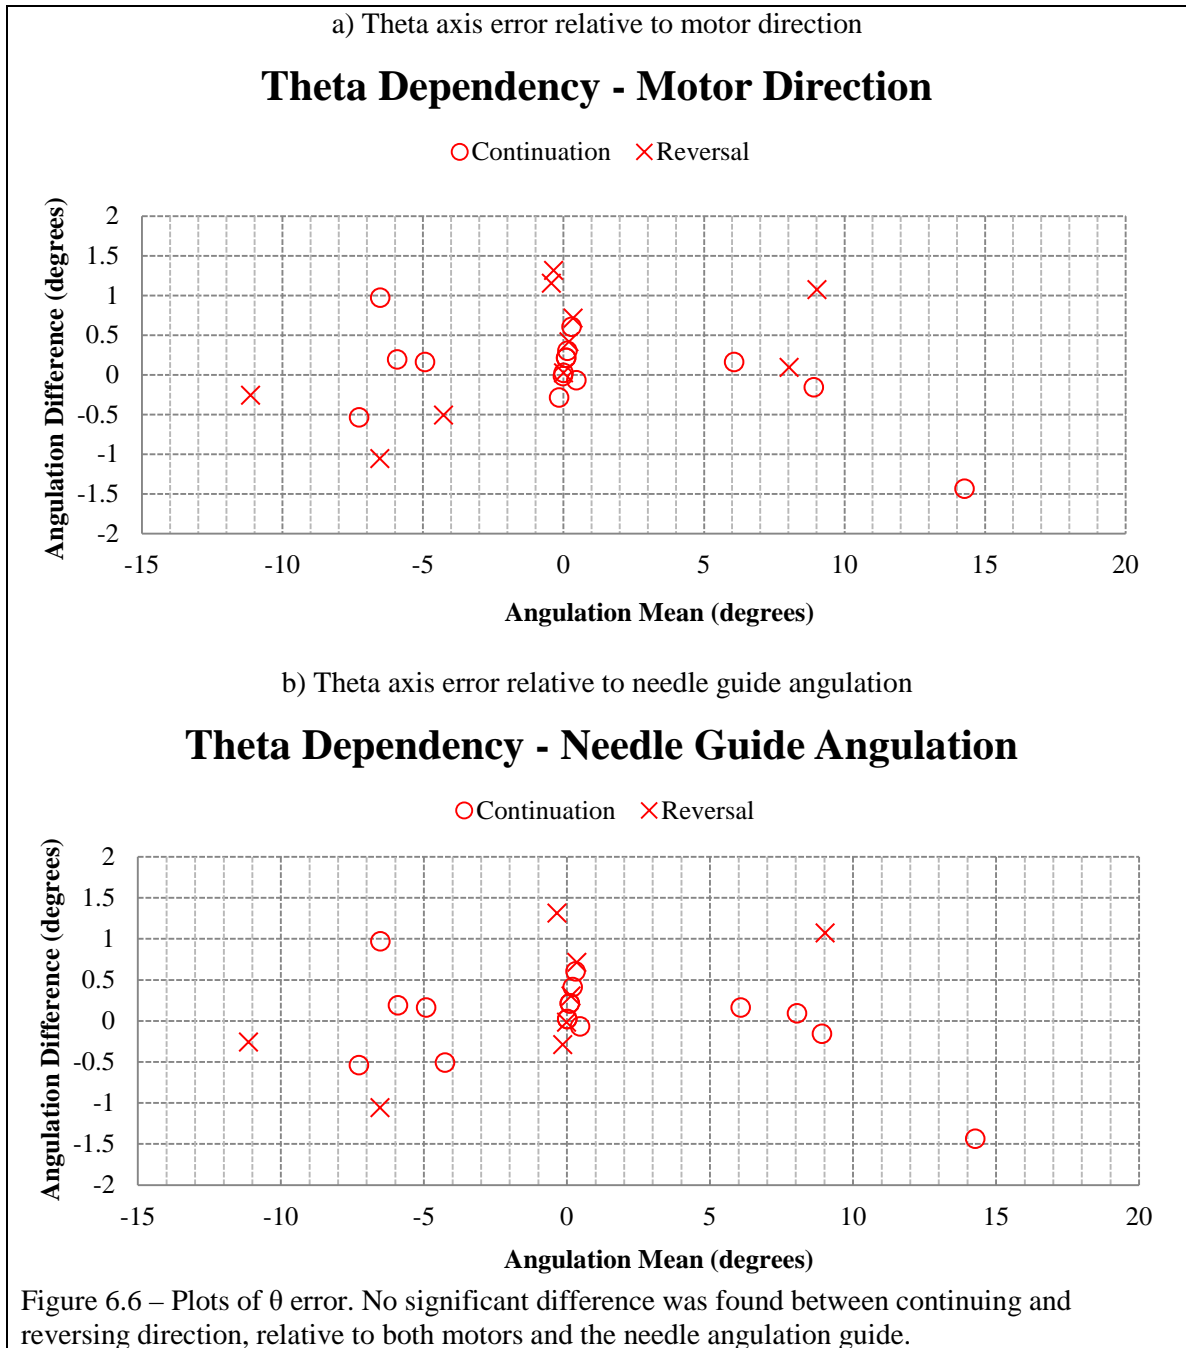 a) Theta axis error relative to motor direction
Theta Dependency - Motor Direction
Continuation Reversal
Angulation Difference (degrees)
2
1.5
1
0.5
0
-0.5
-1
-1.5
-2
-15 -10 -5 0 5 10 15 20
Angulation Mean (degrees)
b) Theta axis error relative to needle guide angulation
Theta Dependency - Needle Guide Angulation
Continuation Reversal
Angulation Difference (degrees)
2
1.5
1
0.5
0
-0.5
-1
-1.5
-2
-15 -10 -5 0 5 10 15 20
Angulation Mean (degrees)
Figure 6.6 – Plots of θ error. No significant difference was found between continuing and
reversing direction, relative to both motors and the needle angulation guide.